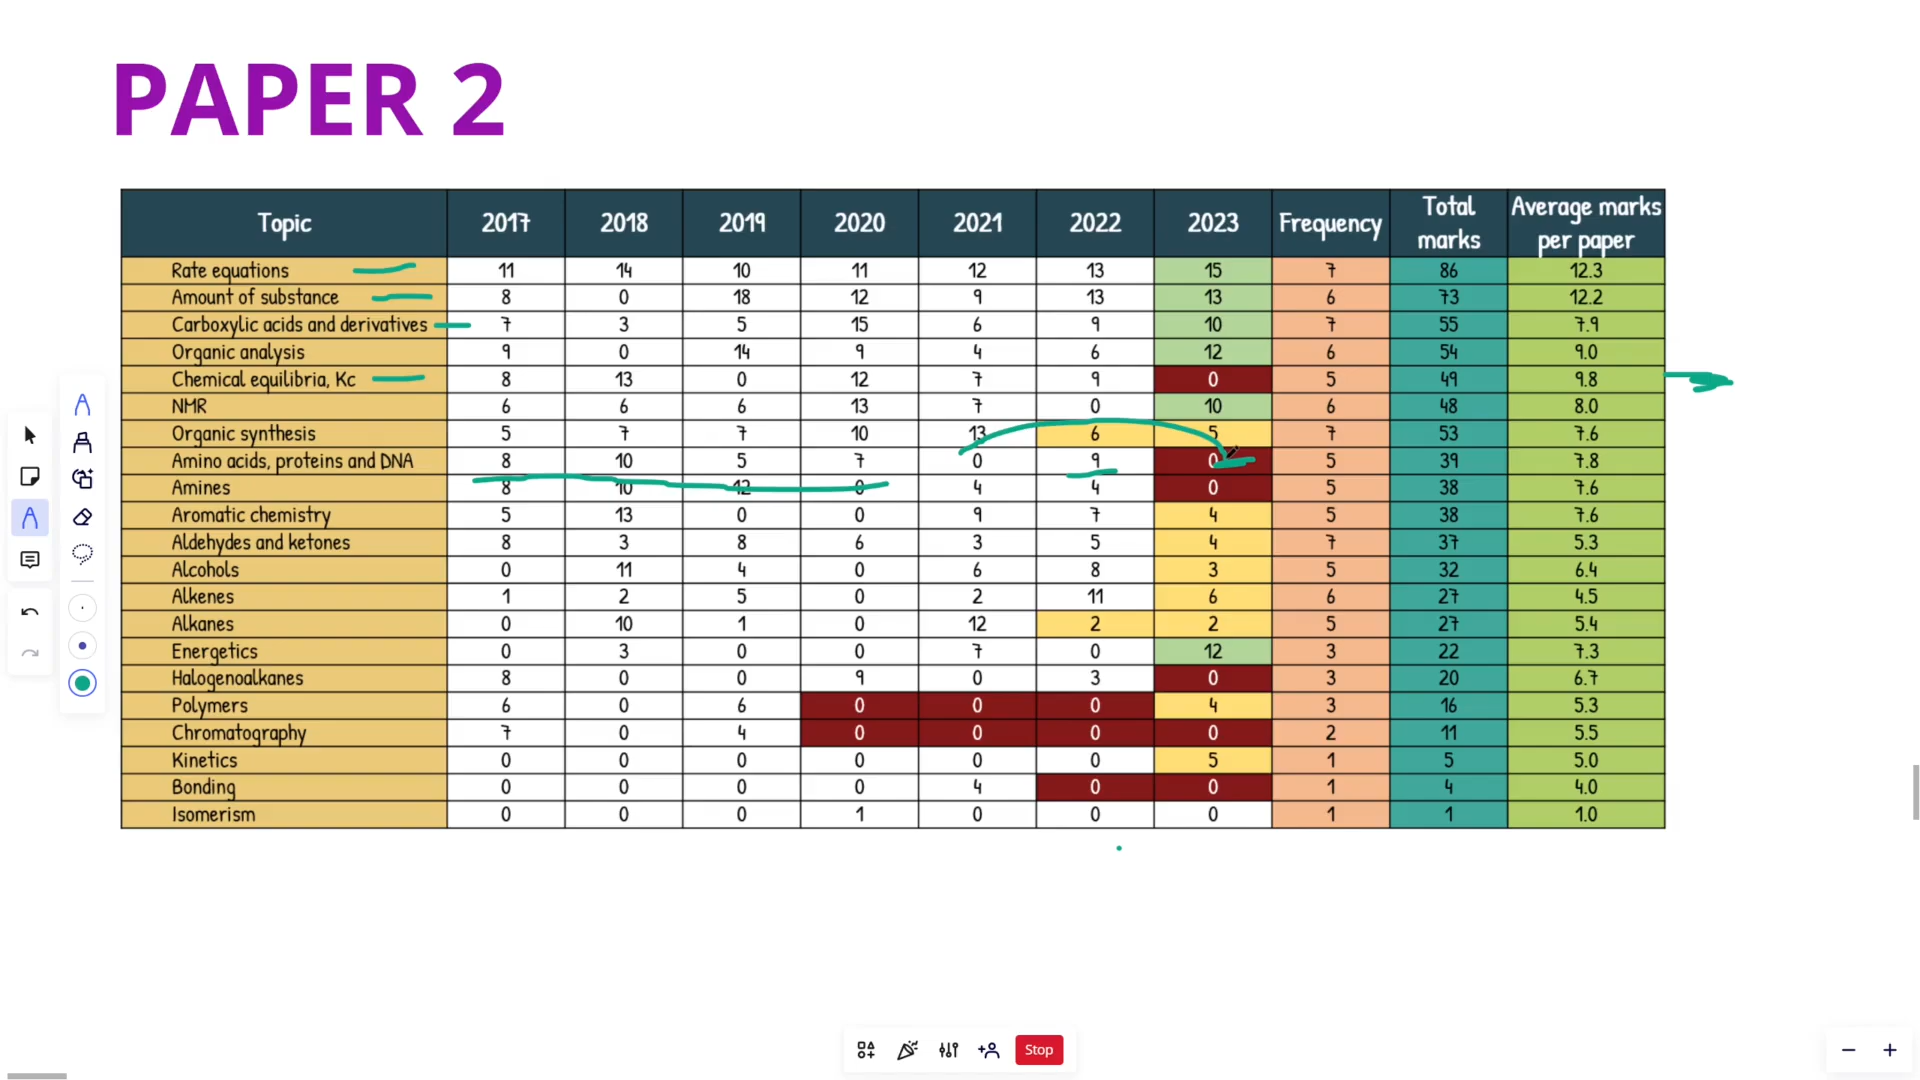 PAPER 2
Topic 2017 2018 2019 2020 2021 2022 2023 Frequency Total marks Average marks per paper
Rate equations 11 14 10 11 12 13 15 7 86 12.3
Amount of substance 8 0 18 12 9 13 13 6 73 12.2
Carboxylic acids and derivatives 7 3 5 15 6 9 10 7 55 7.9
Organic analysis 9 0 14 9 4 6 12 6 54 9.0
Chemical equilibria, Kc 8 13 0 12 7 9 0 5 49 9.8
NMR 6 6 6 13 7 0 10 6 48 8.0
Organic synthesis 5 7 7 10 13 6 5 7 53 7.6
Amino acids, proteins and DNA 8 10 5 7 0 9 0 5 39 7.8
Amines 8 10 12 0 4 4 0 5 38 7.6
Aromatic chemistry 5 13 0 0 9 7 4 5 38 7.6
Aldehydes and ketones 8 3 8 6 3 5 4 7 37 5.3
Alcohols 0 11 4 0 6 8 3 5 32 6.4
Alkenes 1 2 5 0 2 11 6 6 27 4.5
Alkanes 0 10 1 0 12 2 2 5 27 5.4
Energetics 0 3 0 0 7 0 12 3 22 7.3
Halogenoalkanes 8 0 0 9 0 3 0 3 20 6.7
Polymers 6 0 6 0 0 0 4 3 16 5.3
Chromatography 7 0 4 0 0 0 0 2 11 5.5
Kinetics 0 0 0 0 0 0 5 1 5 5.0
Bonding 0 0 0 0 4 0 0 1 4 4.0
Isomerism 0 0 0 1 0 0 0 1 1 1.0
Stop